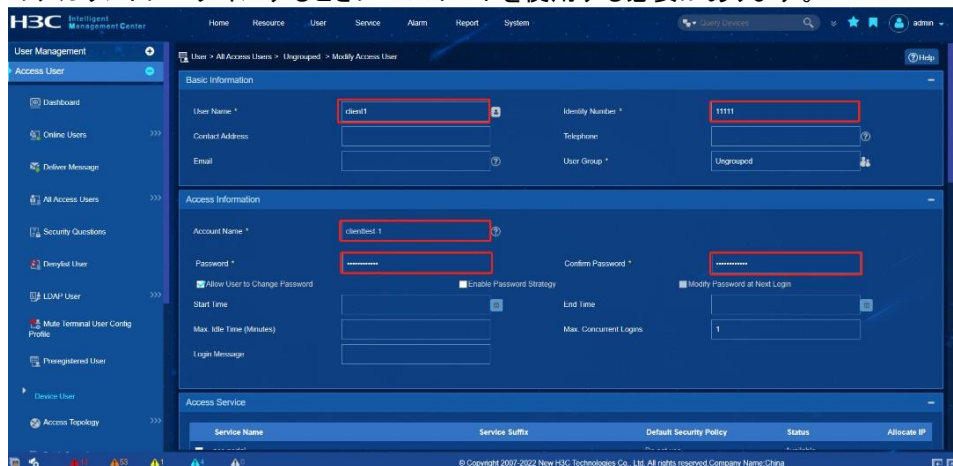 H3C Intelligent Management Center
Home Resource User Service Alarm Report System
Query Devices
admin
User Management
Access User
Dashboard
Online Users
Deliver Message
All Access Users
Security Questions
Denylist User
LDAP User
Mute Terminal User Config Profile
Preregistered User
Device User
Access Topology
User > All Access Users > Ungrouped > Modify Access User
Help
Basic Information
User Name * client1 Identity Number * 11111
Contact Address Telephone
Email User Group * Ungrouped
Access Information
Account Name * clienttest-1
Password * •••••••••••• Confirm Password * ••••••••••••
Allow User to Change Password Enable Password Strategy Modify Password at Next Login
Start Time End Time
Max. Idle Time (Minutes) Max. Concurrent Logins 1
Login Message
Access Service
Service Name Service Suffix Default Security Policy Status Allocate IP
© Copyright 2007-2022 New H3C Technologies Co., Ltd. All rights reserved.Company Name:China